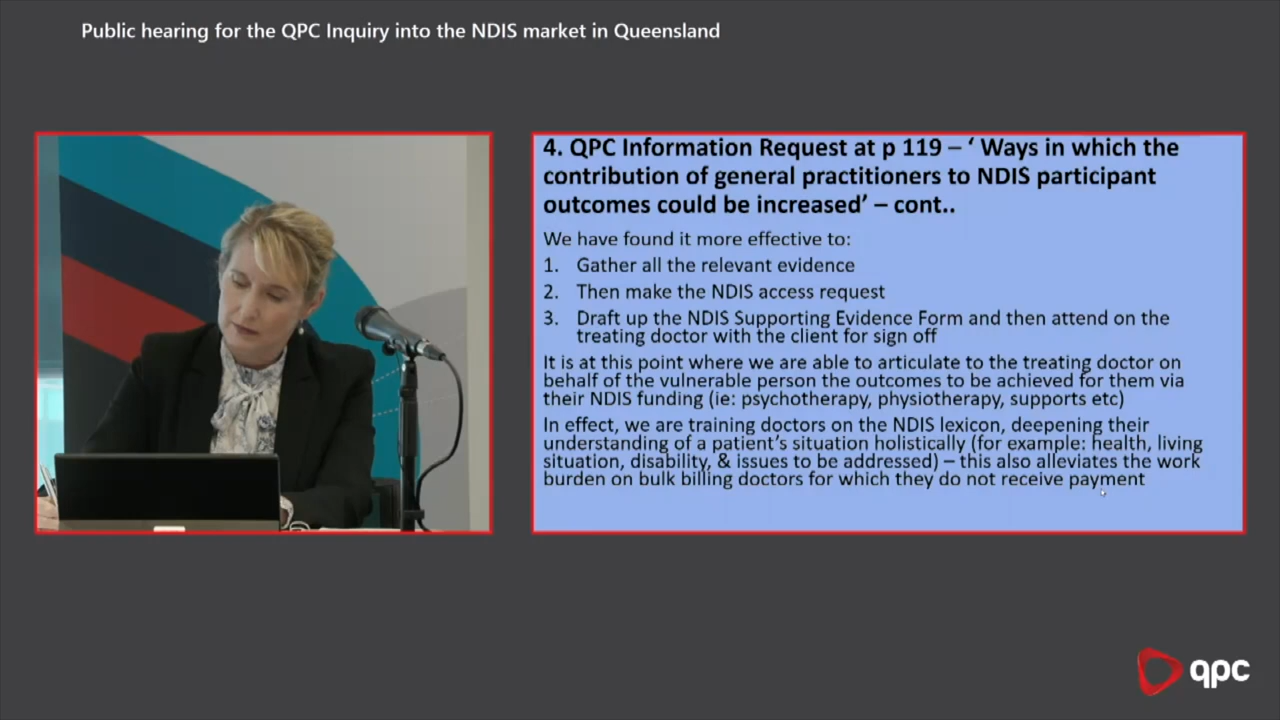 Public hearing for the QPC Inquiry into the NDIS market in Queensland
4. QPC Information Request at p 119 – ‘ Ways in which the
contribution of general practitioners to NDIS participant
outcomes could be increased’ – cont..
We have found it more effective to:
1. Gather all the relevant evidence
2. Then make the NDIS access request
3. Draft up the NDIS Supporting Evidence Form and then attend on the
treating doctor with the client for sign off
It is at this point where we are able to articulate to the treating doctor on
behalf of the vulnerable person the outcomes to be achieved for them via
their NDIS funding (ie: psychotherapy, physiotherapy, supports etc)
In effect, we are training doctors on the NDIS lexicon, deepening their
understanding of a patient’s situation holistically (for example: health, living
situation, disability, & issues to be addressed) – this also alleviates the work
burden on bulk billing doctors for which they do not receive payment
qpc